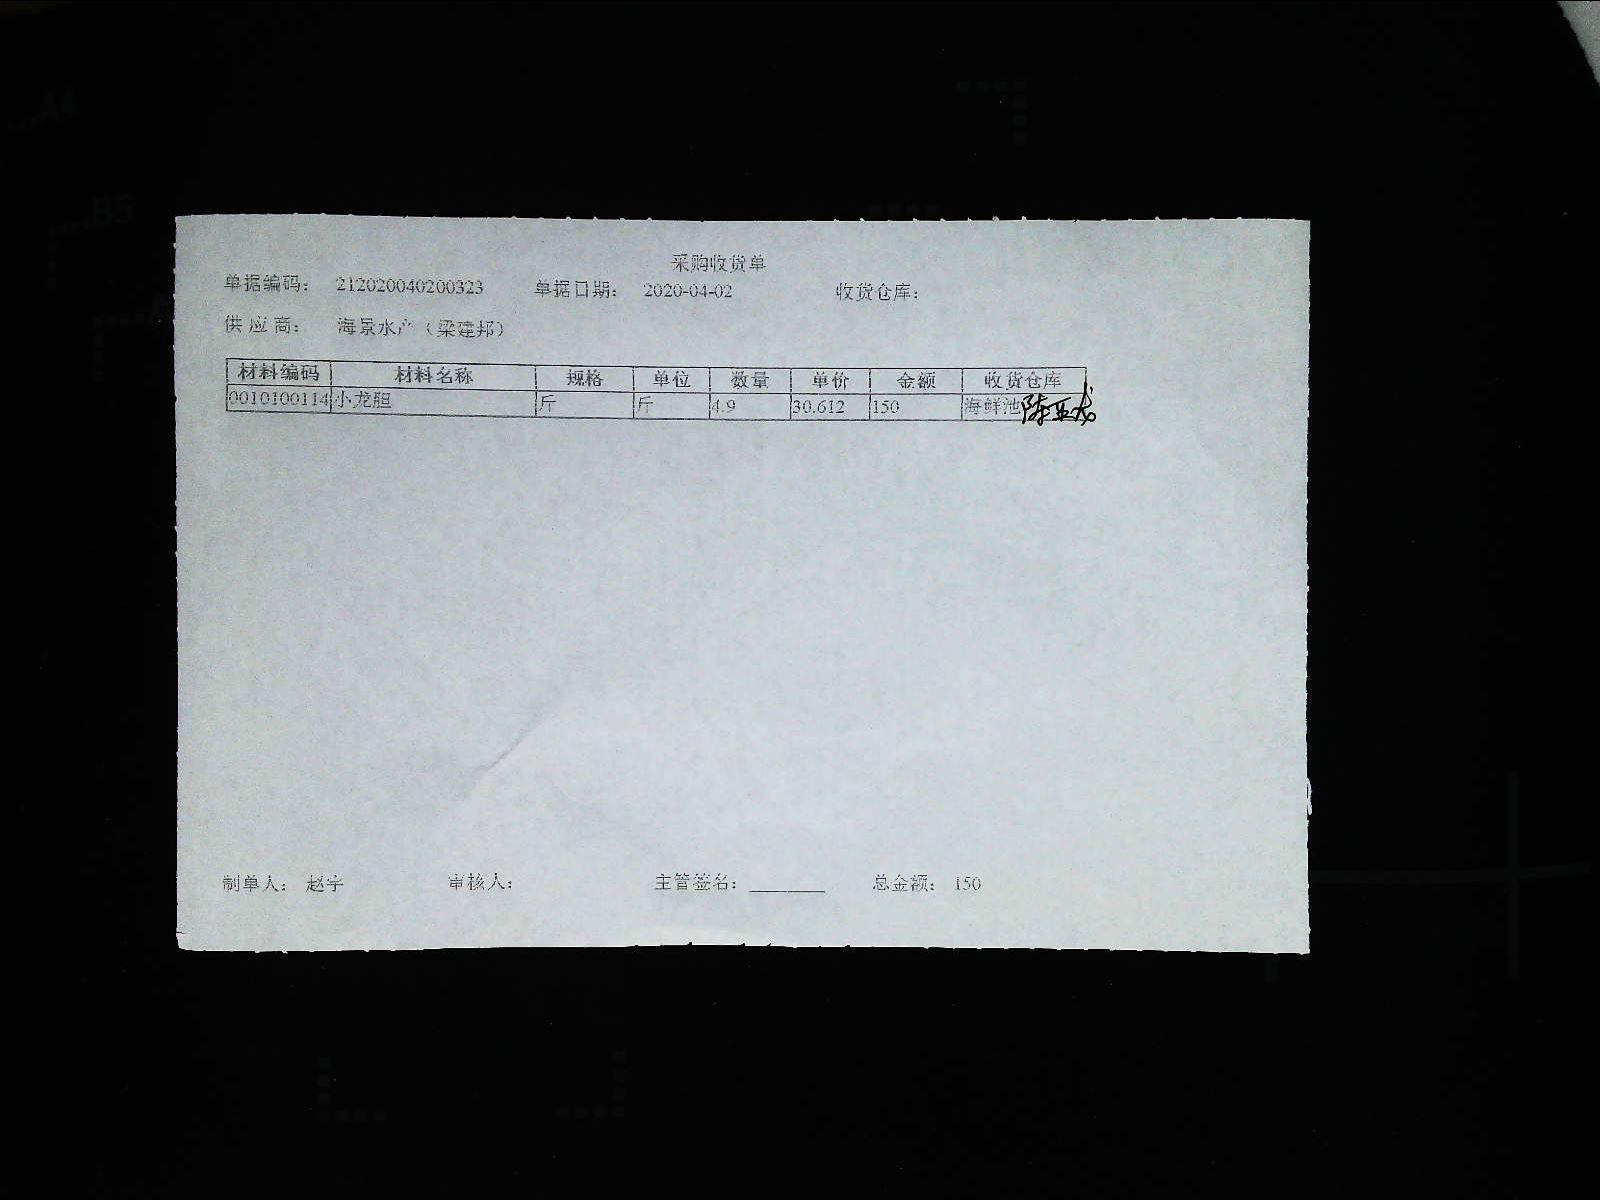 采购收货单
单据编码： 212020040200323 单据日期： 2020-04-02 收货仓库：
供应商： 海景水产（梁建邦）
材料编码 材料名称 规格 单位 数量 单价 金额 收货仓库
0010100114 小龙胆 斤 斤 4.9 30.612 150 海鲜池 陈亚
制单人： 赵宇 审核人： 主管签名： 总金额： 150